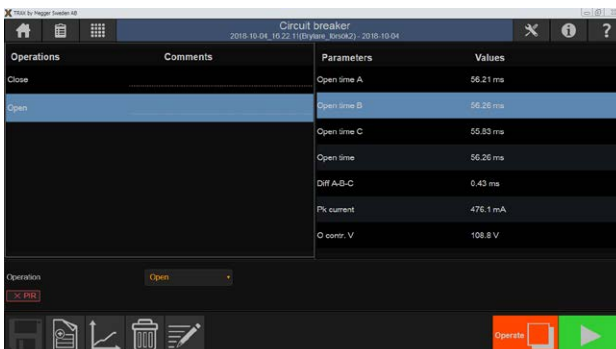 TRAX by Megger Sweden AB
Circuit breaker
2018-10-04_16.22.11(Brytare_försök2) - 2018-10-04
Operations Comments
Parameters Values
Close
Open time A 56.21 ms
Open
Open time B 56.26 ms
Open time C 55.83 ms
Open time 56.26 ms
Diff A-B-C 0.43 ms
Pk current 476.1 mA
O contr. V 108.8 V
Operation Open
× PIR
Operate